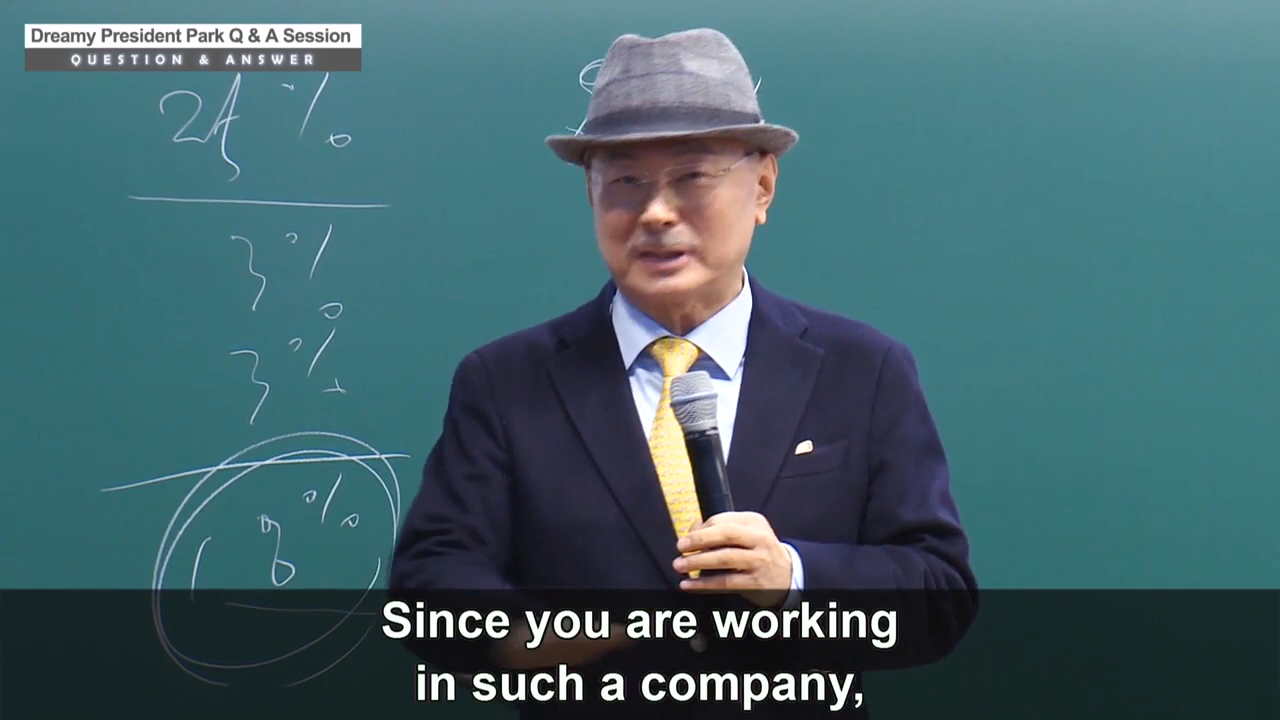 Dreamy President Park Q & A Session
QUESTION & ANSWER
24 %
3 %
3 %
18 %
Since you are working
in such a company,